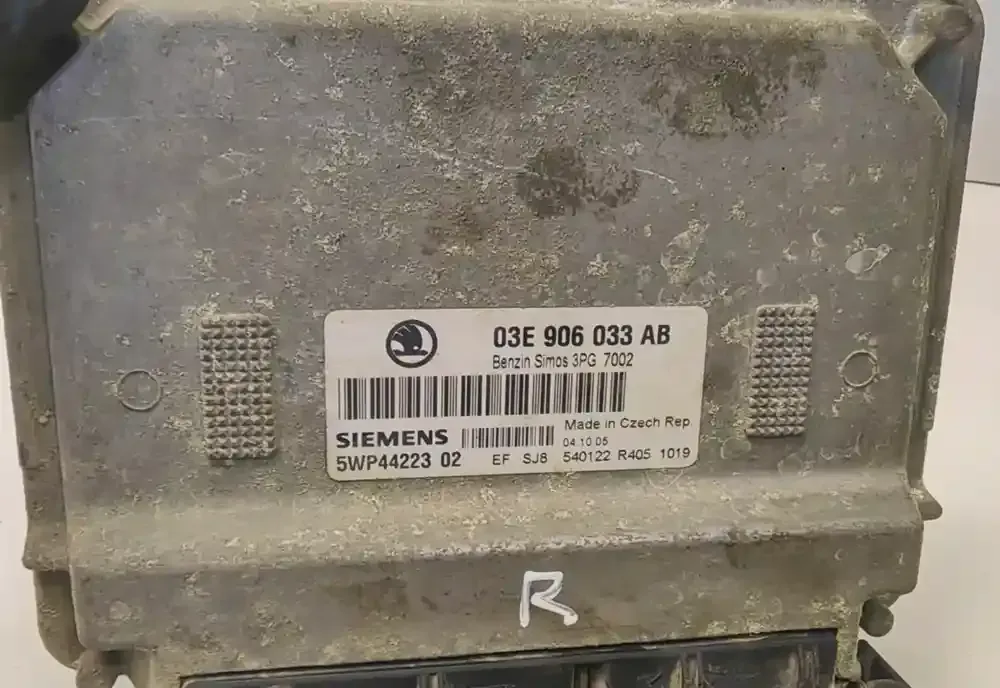 03E 906 033 AB
Benzin Simos 3PG 7002
Made in Czech Rep
SIEMENS
04.10.05
5WP44223 02 EF SJ8 540122 R405 1019
R